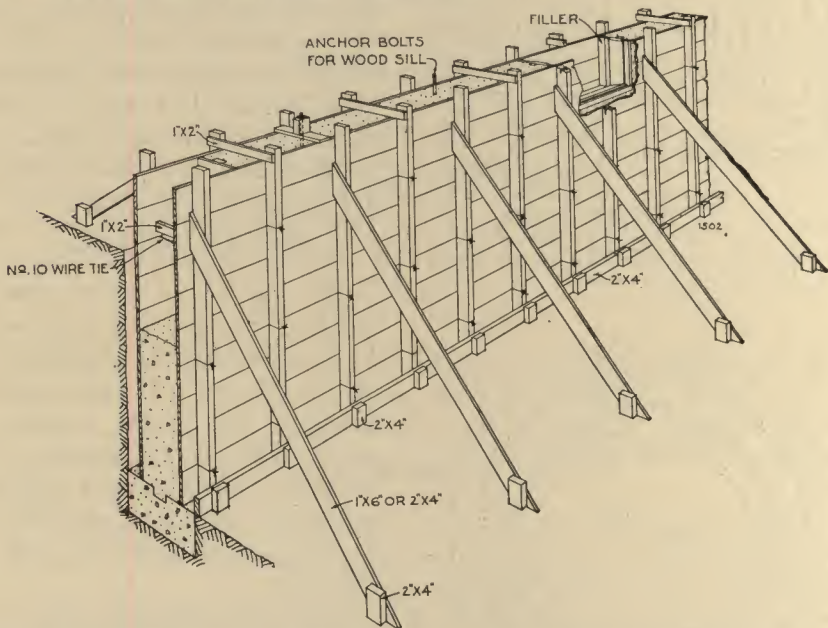 FILLER
ANCHOR BOLTS
FOR WOOD SILL
1"X2"
1"X2"
NO. 10 WIRE TIE
1502
2"X4"
2"X4"
1"X6" OR 2"X4"
2"X4"